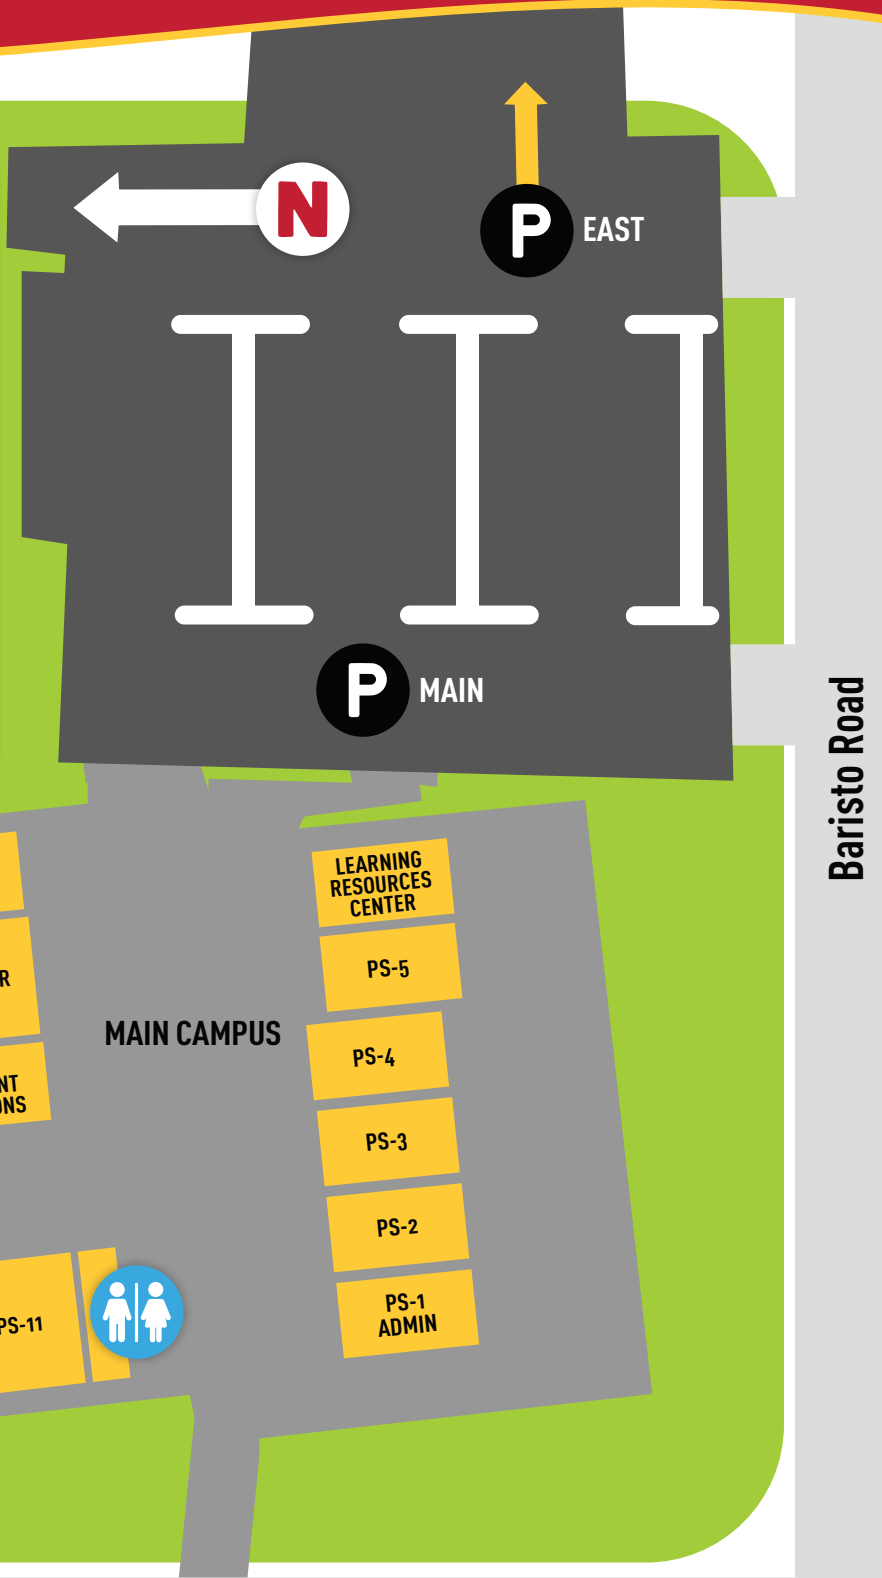 N
P EAST
P MAIN
Baristo Road
LEARNING
RESOURCES
CENTER
PS-5
MAIN CAMPUS
PS-4
PS-3
PS-2
PS-1
ADMIN
PS-11